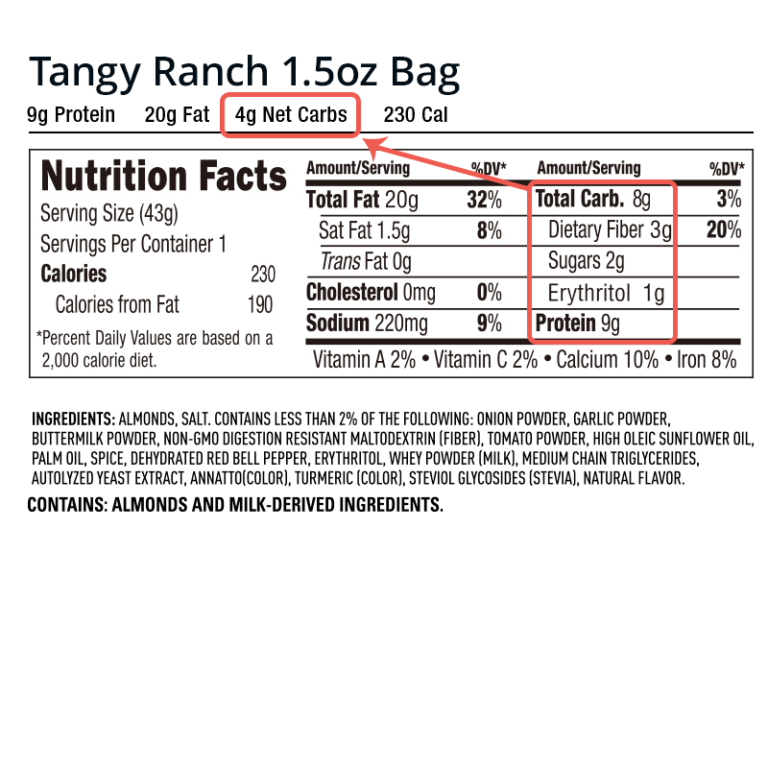 Tangy Ranch 1.5oz Bag
9g Protein 20g Fat 4g Net Carbs 230 Cal
Nutrition Facts
Serving Size (43g)
Servings Per Container 1
Calories 230
Calories from Fat 190
*Percent Daily Values are based on a
2,000 calorie diet.
Amount/Serving %DV*
Total Fat 20g 32%
Sat Fat 1.5g 8%
Trans Fat 0g
Cholesterol 0mg 0%
Sodium 220mg 9%
Amount/Serving %DV*
Total Carb. 8g 3%
Dietary Fiber 3g 20%
Sugars 2g
Erythritol 1g
Protein 9g
Vitamin A 2% • Vitamin C 2% • Calcium 10% • Iron 8%
INGREDIENTS: ALMONDS, SALT. CONTAINS LESS THAN 2% OF THE FOLLOWING: ONION POWDER, GARLIC POWDER,
BUTTERMILK POWDER, NON-GMO DIGESTION RESISTANT MALTODEXTRIN (FIBER), TOMATO POWDER, HIGH OLEIC SUNFLOWER OIL,
PALM OIL, SPICE, DEHYDRATED RED BELL PEPPER, ERYTHRITOL, WHEY POWDER (MILK), MEDIUM CHAIN TRIGLYCERIDES,
AUTOLYZED YEAST EXTRACT, ANNATTO(COLOR), TURMERIC (COLOR), STEVIOL GLYCOSIDES (STEVIA), NATURAL FLAVOR.
CONTAINS: ALMONDS AND MILK-DERIVED INGREDIENTS.